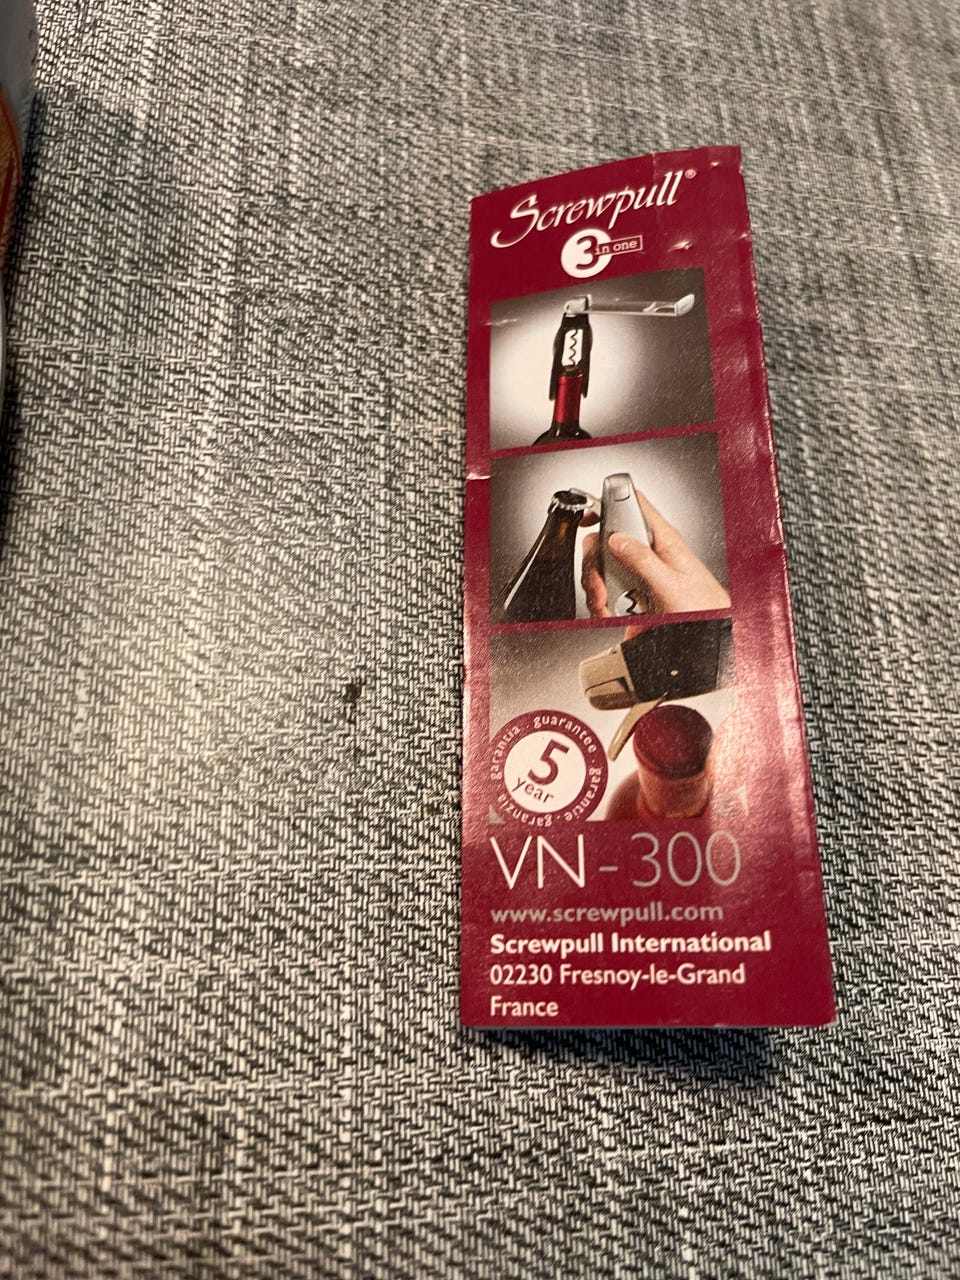 Screwpull®
3 in one
garantía · guarantee · garantie · garanzia
5
year
VN-300
www.screwpull.com
Screwpull International
02230 Fresnoy-le-Grand
France